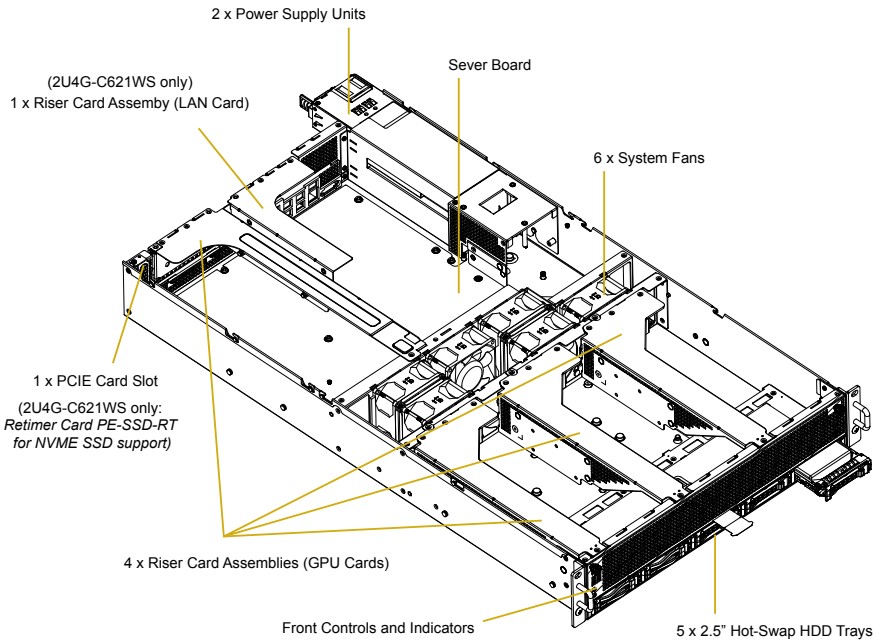 2 x Power Supply Units
Sever Board
(2U4G-C621WS only)
1 x Riser Card Assemby (LAN Card)
6 x System Fans
1 x PCIE Card Slot
(2U4G-C621WS only:
Retimer Card PE-SSD-RT
for NVME SSD support)
4 x Riser Card Assemblies (GPU Cards)
Front Controls and Indicators
5 x 2.5” Hot-Swap HDD Trays